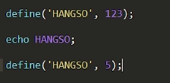 define('HANGSO', 123);
echo HANGSO;
define('HANGSO', 5);